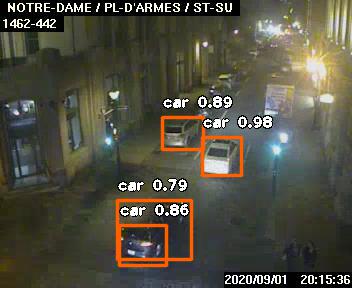 NOTRE-DAME / PL-D'ARMES / ST-SU
1462-442
car 0.89
car 0.98
car 0.79
car 0.86
2020/09/01 20:15:36